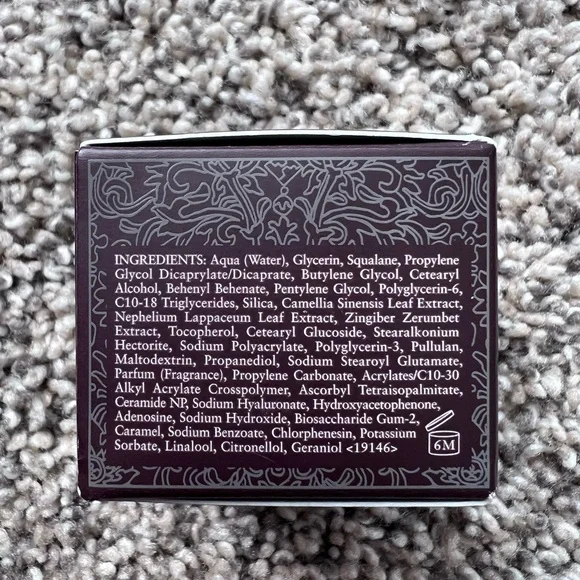 INGREDIENTS: Aqua (Water), Glycerin, Squalane, Propylene
Glycol Dicaprylate/Dicaprate, Butylene Glycol, Cetearyl
Alcohol, Behenyl Behenate, Pentylene Glycol, Polyglycerin-6,
C10-18 Triglycerides, Silica, Camellia Sinensis Leaf Extract,
Nephelium Lappaceum Leaf Extract, Zingiber Zerumbet
Extract, Tocopherol, Cetearyl Glucoside, Stearalkonium
Hectorite, Sodium Polyacrylate, Polyglycerin-3, Pullulan,
Maltodextrin, Propanediol, Sodium Stearoyl Glutamate,
Parfum (Fragrance), Propylene Carbonate, Acrylates/C10-30
Alkyl Acrylate Crosspolymer, Ascorbyl Tetraisopalmitate,
Ceramide NP, Sodium Hyaluronate, Hydroxyacetophenone,
Adenosine, Sodium Hydroxide, Biosaccharide Gum-2,
Caramel, Sodium Benzoate, Chlorphenesin, Potassium
Sorbate, Linalool, Citronellol, Geraniol <19146>
6M